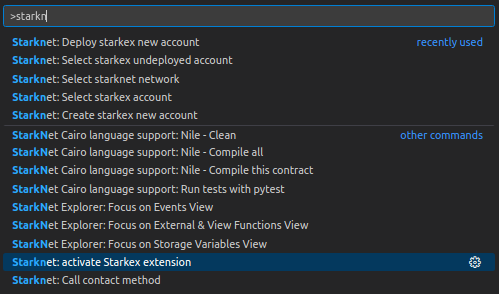 >starkn
Starknet: Deploy starkex new account recently used
Starknet: Select starkex undeployed account
Starknet: Select starknet network
Starknet: Select starkex account
Starknet: Create starkex new account
StarkNet Cairo language support: Nile - Clean other commands
StarkNet Cairo language support: Nile - Compile all
StarkNet Cairo language support: Nile - Compile this contract
StarkNet Cairo language support: Run tests with pytest
StarkNet Explorer: Focus on Events View
StarkNet Explorer: Focus on External & View Functions View
StarkNet Explorer: Focus on Storage Variables View
Starknet: activate Starkex extension
Starknet: Call contact method